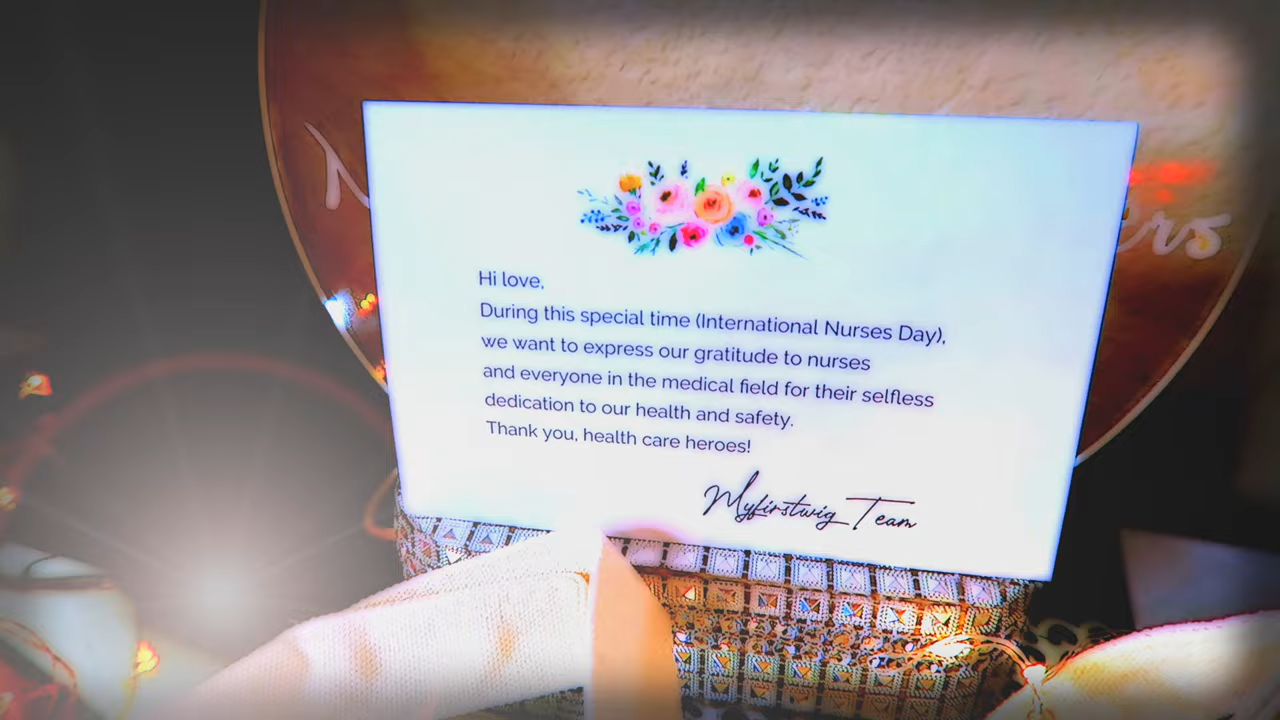 Hi love,
During this special time (International Nurses Day),
we want to express our gratitude to nurses
and everyone in the medical field for their selfless
dedication to our health and safety.
Thank you, health care heroes!
Myfirstwig Team